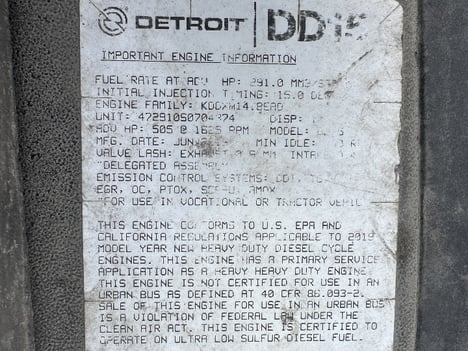 DETROIT DD15
IMPORTANT ENGINE INFORMATION
FUEL RATE AT ADV HP: 291.0
INITIAL INJECTION TIMING: 15.0
ENGINE FAMILY:
UNIT: DISP:
ADV HP: 505 @ 1625 RPM MODEL:
MFG. DATE: JUN MIN IDLE:
VALVE LASH:
"DELEGATED
EMISSION CONTROL SYSTEMS:
EGR, OC, PTOX,
"FOR USE IN VOCATIONAL OR TRACTOR
THIS ENGINE CONFORMS TO U.S. EPA AND
CALIFORNIA REGULATIONS APPLICABLE TO 2019
MODEL YEAR NEW HEAVY DUTY DIESEL CYCLE
ENGINES. THIS ENGINE HAS A PRIMARY SERVICE
APPLICATION AS A HEAVY HEAVY DUTY ENGINE
THIS ENGINE IS NOT CERTIFIED FOR USE IN AN
URBAN BUS AS DEFINED AT 40 CFR 86.093-2.
SALE OF THIS ENGINE FOR USE IN AN URBAN BUS
IS A VIOLATION OF FEDERAL LAW UNDER THE
CLEAN AIR ACT. THIS ENGINE IS CERTIFIED TO
OPERATE ON ULTRA LOW SULFUR DIESEL FUEL.